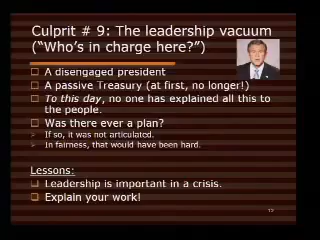 Culprit # 9: The leadership vacuum
(“Who’s in charge here?”)
A disengaged president
A passive Treasury (at first, no longer!)
To this day, no one has explained all this to
the people.
Was there ever a plan?
If so, it was not articulated.
In fairness, that would have been hard.
Lessons:
Leadership is important in a crisis.
Explain your work!